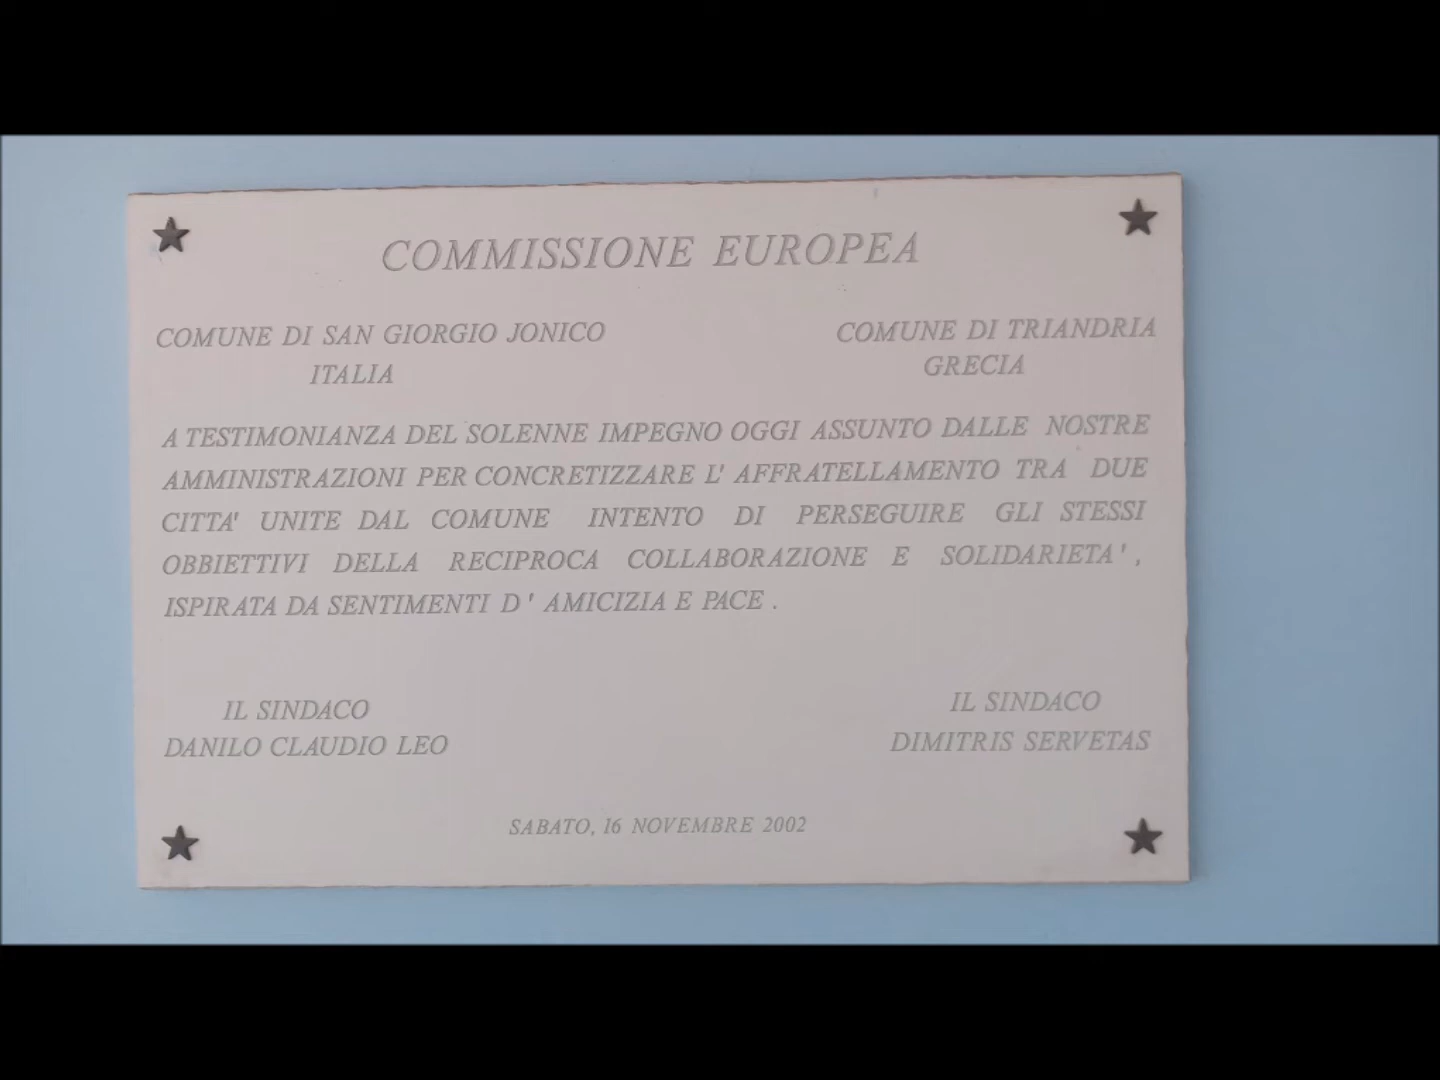 COMMISSIONE EUROPEA
COMUNE DI SAN GIORGIO JONICO
ITALIA
COMUNE DI TRIANDRIA
GRECIA
A TESTIMONIANZA DEL SOLENNE IMPEGNO OGGI ASSUNTO DALLE NOSTRE
AMMINISTRAZIONI PER CONCRETIZZARE L' AFFRATELLAMENTO TRA DUE
CITTA' UNITE DAL COMUNE INTENTO DI PERSEGUIRE GLI STESSI
OBBIETTIVI DELLA RECIPROCA COLLABORAZIONE E SOLIDARIETA',
ISPIRATA DA SENTIMENTI D' AMICIZIA E PACE .
IL SINDACO
DANILO CLAUDIO LEO
IL SINDACO
DIMITRIS SERVETAS
SABATO, 16 NOVEMBRE 2002